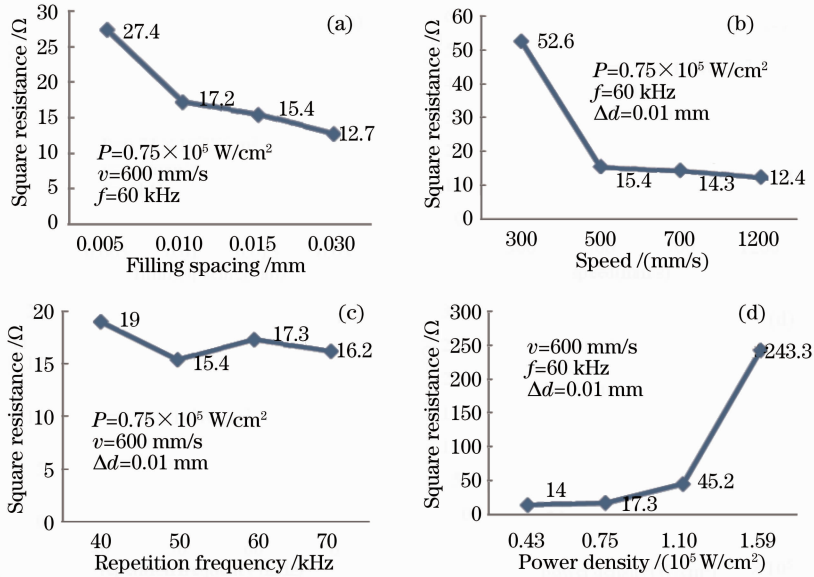 (a)
Square resistance /Ω
30
25
20
15
10
5
0
27.4
17.2
15.4
12.7
P=0.75×10⁵ W/cm²
v=600 mm/s
f=60 kHz
0.005 0.010 0.015 0.030
Filling spacing /mm
(b)
Square resistance /Ω
60
50
40
30
20
10
0
52.6
15.4
14.3
12.4
P=0.75×10⁵ W/cm²
f=60 kHz
Δd=0.01 mm
300 500 700 1200
Speed /(mm/s)
(c)
Square resistance /Ω
20
15
10
5
0
19
15.4
17.3
16.2
P=0.75×10⁵ W/cm²
v=600 mm/s
Δd=0.01 mm
40 50 60 70
Repetition frequency /kHz
(d)
Square resistance /Ω
300
250
200
150
100
50
0
14
17.3
45.2
243.3
v=600 mm/s
f=60 kHz
Δd=0.01 mm
0.43 0.75 1.10 1.59
Power density /(10⁵ W/cm²)